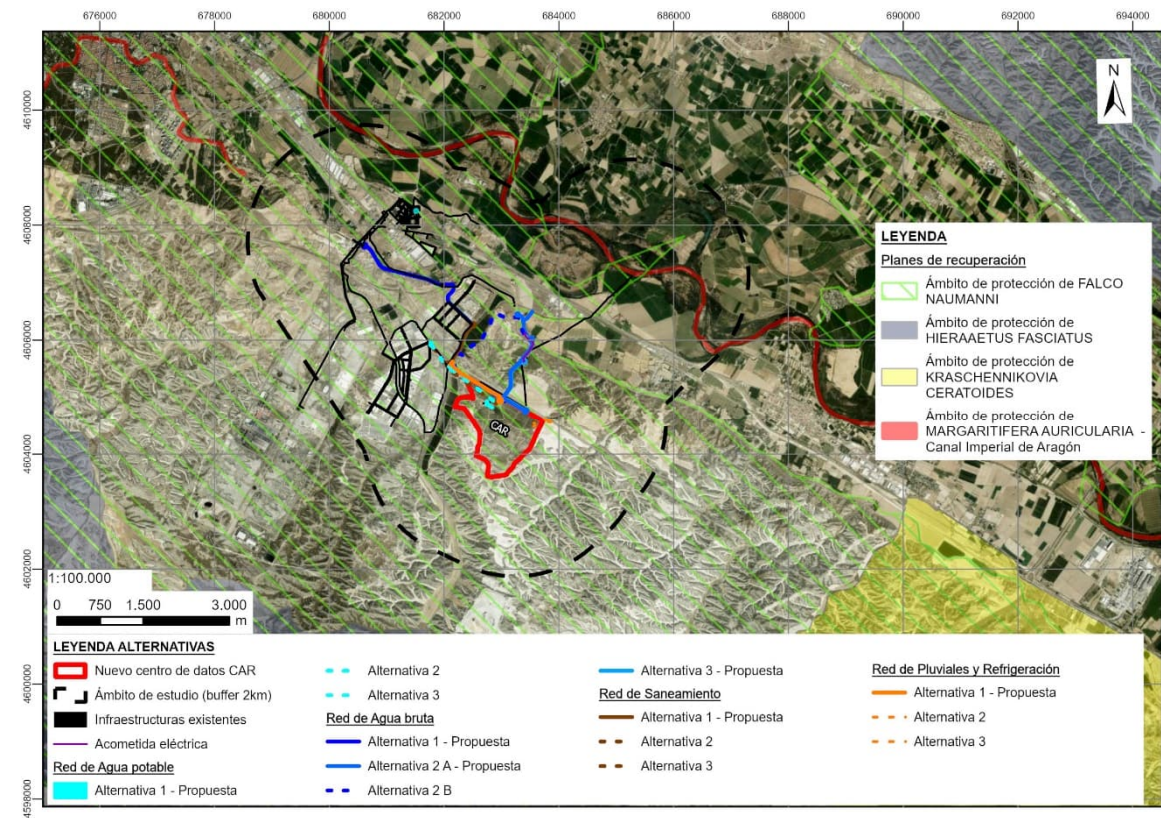 676000
678000
680000
682000
684000
686000
688000
690000
692000
694000
4610000
4608000
4606000
4604000
4602000
4600000
4598000
N
CAR
LEYENDA
Planes de recuperación
Ámbito de protección de FALCO
NAUMANNI
Ámbito de protección de
HIERAAETUS FASCIATUS
Ámbito de protección de
KRASCHENNIKOVIA
CERATOIDES
Ámbito de protección de
MARGARITIFERA AURICULARIA -
Canal Imperial de Aragón
1:100.000
0 750 1.500 3.000
m
LEYENDA ALTERNATIVAS
Nuevo centro de datos CAR
Ámbito de estudio (buffer 2km)
Infraestructuras existentes
Acometida eléctrica
Red de Agua potable
Alternativa 1 - Propuesta
Alternativa 2
Alternativa 3
Red de Agua bruta
Alternativa 1 - Propuesta
Alternativa 2 A - Propuesta
Alternativa 2 B
Alternativa 3 - Propuesta
Red de Saneamiento
Alternativa 1 - Propuesta
Alternativa 2
Alternativa 3
Red de Pluviales y Refrigeración
Alternativa 1 - Propuesta
Alternativa 2
Alternativa 3